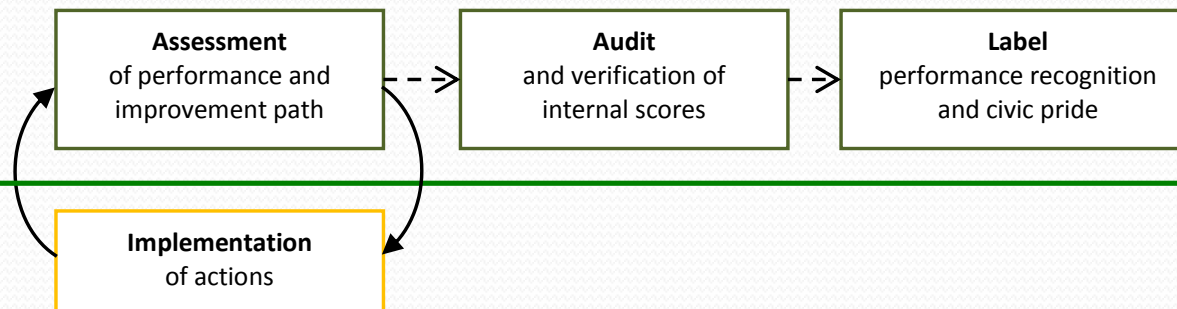 Assessment
of performance and
improvement path
Audit
and verification of
internal scores
Label
performance recognition
and civic pride
Implementation
of actions